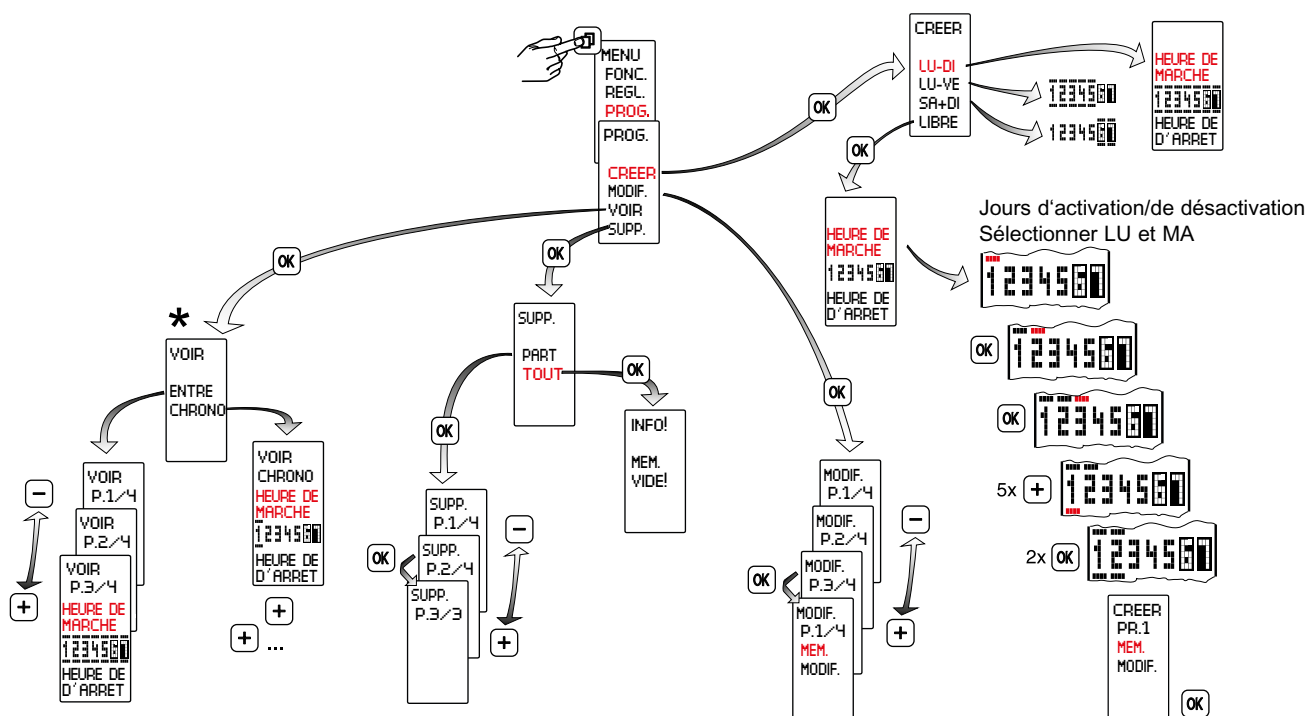 MENU
FONC.
REGL.
PROG.
PROG.
CREER
MODIF.
VOIR
SUPP.
OK
CREER
LU-DI
LU-VE
SA+DI
LIBRE
HEURE DE
MARCHE
1234567
HEURE DE
D'ARRET
1234567
1234567
OK
HEURE DE
MARCHE
1234567
HEURE DE
D'ARRET
Jours d'activation/de désactivation
Sélectionner LU et MA
1234567
OK 1234567
OK 1234567
5x + 1234567
2x OK 1234567
CREER
PR.1
MEM.
MODIF.
OK
OK
*
VOIR
ENTRE
CHRONO
VOIR
P.1/4
VOIR
P.2/4
VOIR
P.3/4
HEURE DE
MARCHE
1234567
HEURE DE
D'ARRET
-
+
VOIR
CHRONO
HEURE DE
MARCHE
1234567
HEURE DE
D'ARRET
+
+ ...
OK
SUPP.
PART
TOUT
OK
INFO!
MEM.
VIDE!
OK
SUPP.
P.1/4
SUPP.
P.2/4
OK
SUPP.
P.3/3
-
+
OK
MODIF.
P.1/4
MODIF.
P.2/4
MODIF.
P.3/4
OK
MODIF.
P.1/4
MEM.
MODIF.
-
+